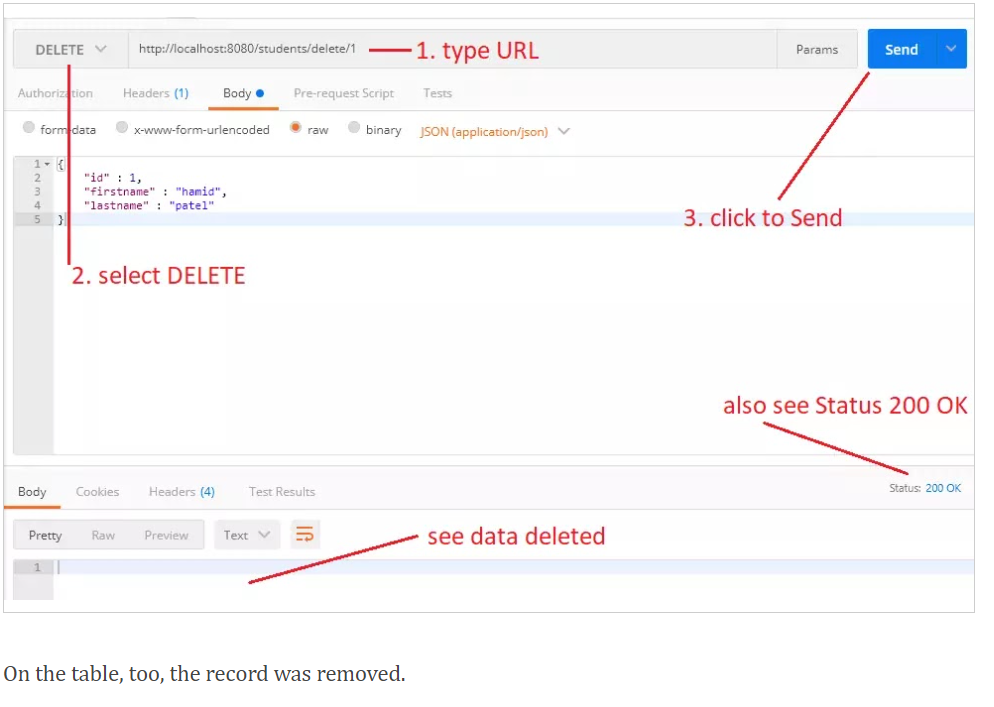 DELETE http://localhost:8080/students/delete/1 1. type URL Params Send
Authorization Headers (1) Body Pre-request Script Tests
form-data x-www-form-urlencoded raw binary JSON (application/json)
1 {
2 "id" : 1,
3 "firstname" : "hamid",
4 "lastname" : "patel"
5 }
3. click to Send
2. select DELETE
also see Status 200 OK
Body Cookies Headers (4) Test Results Status: 200 OK
Pretty Raw Preview Text
see data deleted
1
On the table, too, the record was removed.